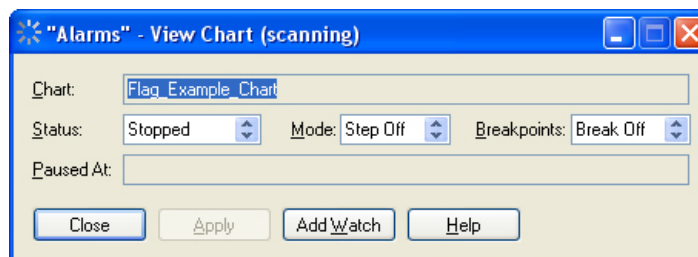 "Alarms" - View Chart (scanning)
Chart: Flag_Example_Chart
Status: Stopped Mode: Step Off Breakpoints: Break Off
Paused At:
Close Apply Add Watch Help